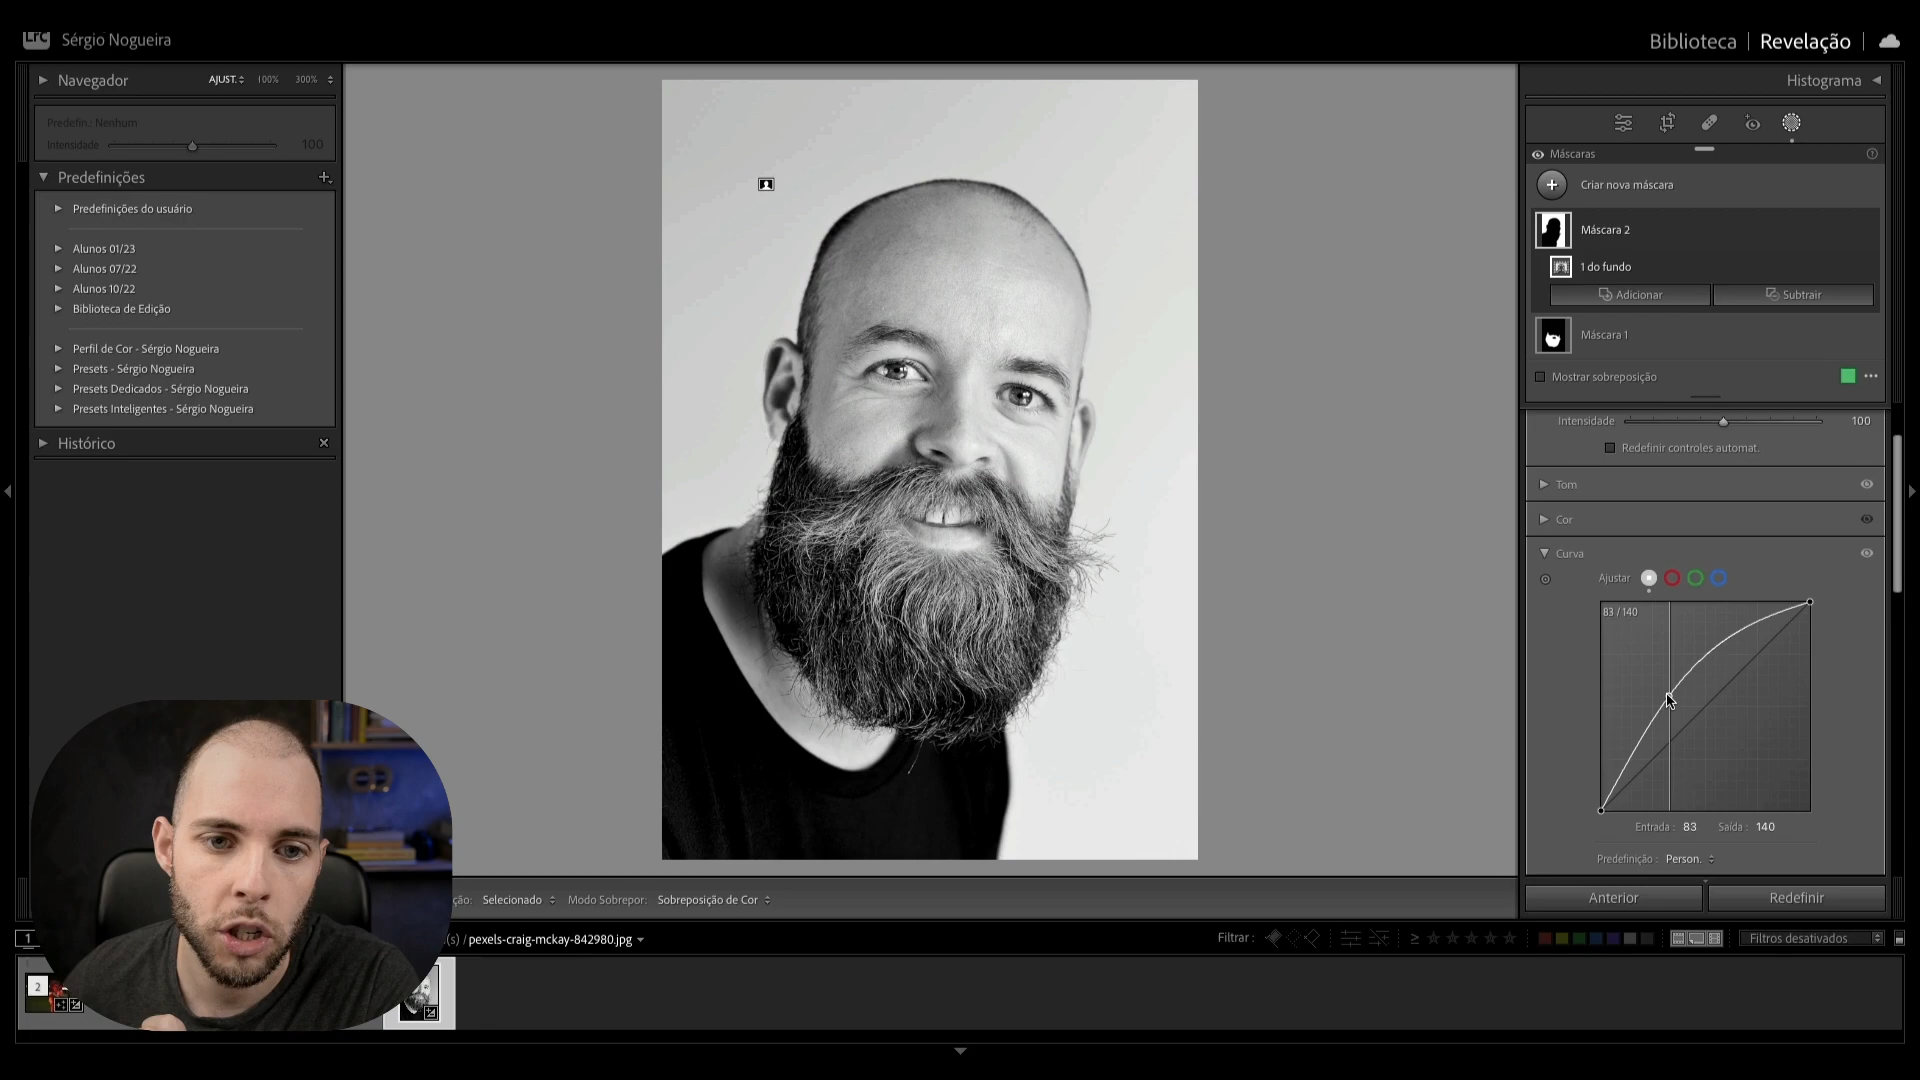 LrC Sérgio Nogueira
Biblioteca | Revelação |
Navegador AJUST. 100% 300%
Predefin.: Nenhum
Intensidade 100
Predefinições
Predefinições do usuário
Alunos 01/23
Alunos 07/22
Alunos 10/22
Biblioteca de Edição
Perfil de Cor - Sérgio Nogueira
Presets - Sérgio Nogueira
Presets Dedicados - Sérgio Nogueira
Presets Inteligentes - Sérgio Nogueira
Histórico
Histograma
Máscaras
Criar nova máscara
Máscara 2
1 do fundo
Adicionar Subtrair
Máscara 1
Mostrar sobreposição
Intensidade 100
Redefinir controles automat.
Tom
Cor
Curva
Ajustar
83 / 140
Entrada : 83 Saída : 140
Predefinição : Person.
Anterior Redefinir
ção: Selecionado Modo Sobrepor: Sobreposição de Cor
1
(s) / pexels-craig-mckay-842980.jpg
Filtrar : ≥ Filtros desativados
2